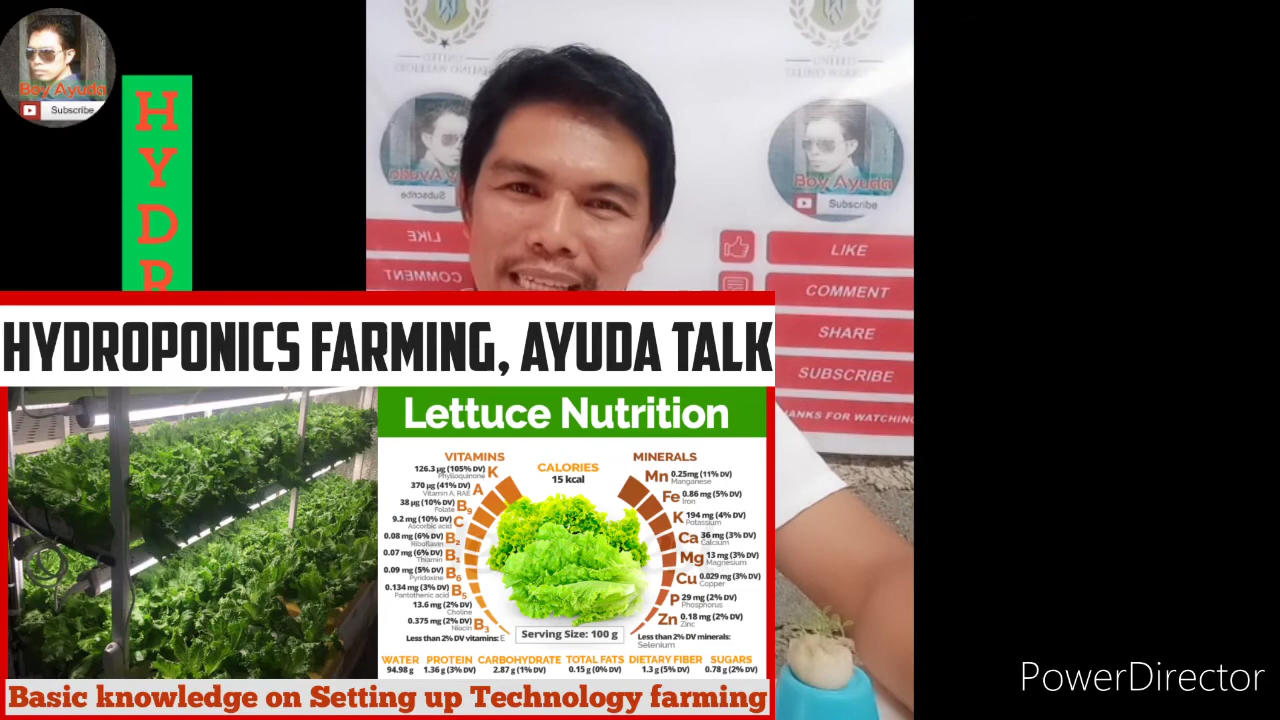 Boy Ayuda
Subscribe
H
Y
D
R
UNITED
Boy Ayuda
Subscribe
LIKE
COMMENT
Boy Ayuda
Subscribe
LIKE
COMMENT
SHARE
SUBSCRIBE
THANKS FOR WATCHING
HYDROPONICS FARMING, AYUDA TALK
Lettuce Nutrition
VITAMINS
126.3 µg (105% DV) K
Phylloquinone
370 µg (41% DV) A
Vitamin A, RAE
38 µg (10% DV) B9
Folate
9.2 mg (10% DV) C
Ascorbic acid
0.08 mg (6% DV) B2
Riboflavin
0.07 mg (6% DV) B1
Thiamin
0.09 mg (5% DV) B6
Pyridoxine
0.134 mg (3% DV) B5
Pantothenic acid
13.6 mg (2% DV)
Choline
0.375 mg (2% DV) B3
Niacin
Less than 2% DV vitamins: E
CALORIES
15 kcal
Serving Size: 100 g
MINERALS
Mn 0.25mg (11% DV)
Manganese
Fe 0.86 mg (5% DV)
Iron
K 194 mg (4% DV)
Potassium
Ca 36 mg (3% DV)
Calcium
Mg 13 mg (3% DV)
Magnesium
Cu 0.029 mg (3% DV)
Copper
P 29 mg (2% DV)
Phosphorus
Zn 0.18 mg (2% DV)
Zinc
Less than 2% DV minerals:
Selenium
WATER PROTEIN CARBOHYDRATE TOTAL FATS DIETARY FIBER SUGARS
94.98 g 1.36 g (3% DV) 2.87 g (1% DV) 0.15 g (0% DV) 1.3 g (5% DV) 0.78 g (2% DV)
Basic knowledge on Setting up Technology farming
PowerDirector